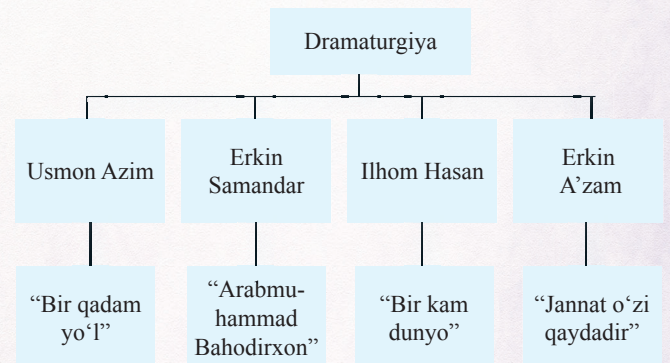 Dramaturgiya
Usmon Azim
Erkin
Samandar
Ilhom Hasan
Erkin
A’zam
“Bir qadam
yo‘l”
“Arabmu-
hammad
Bahodirxon”
“Bir kam
dunyo”
“Jannat o‘zi
qaydadir”